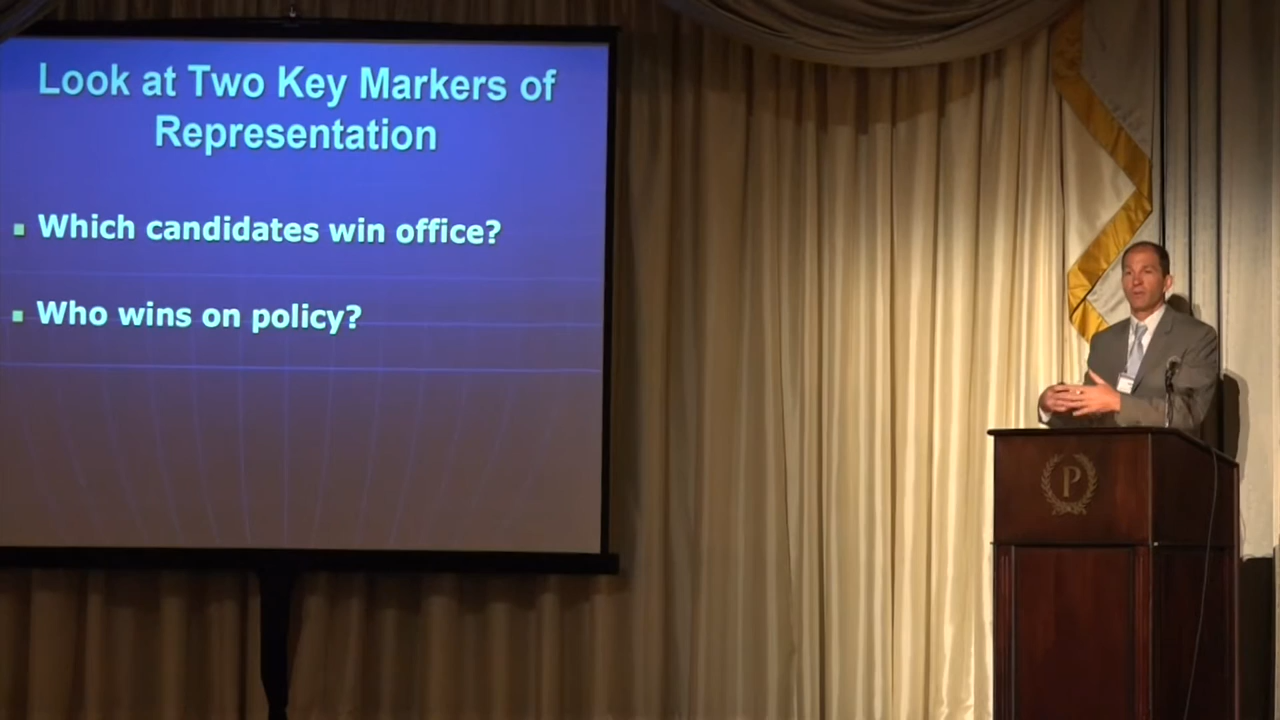 Look at Two Key Markers of
Representation
Which candidates win office?
Who wins on policy?
P